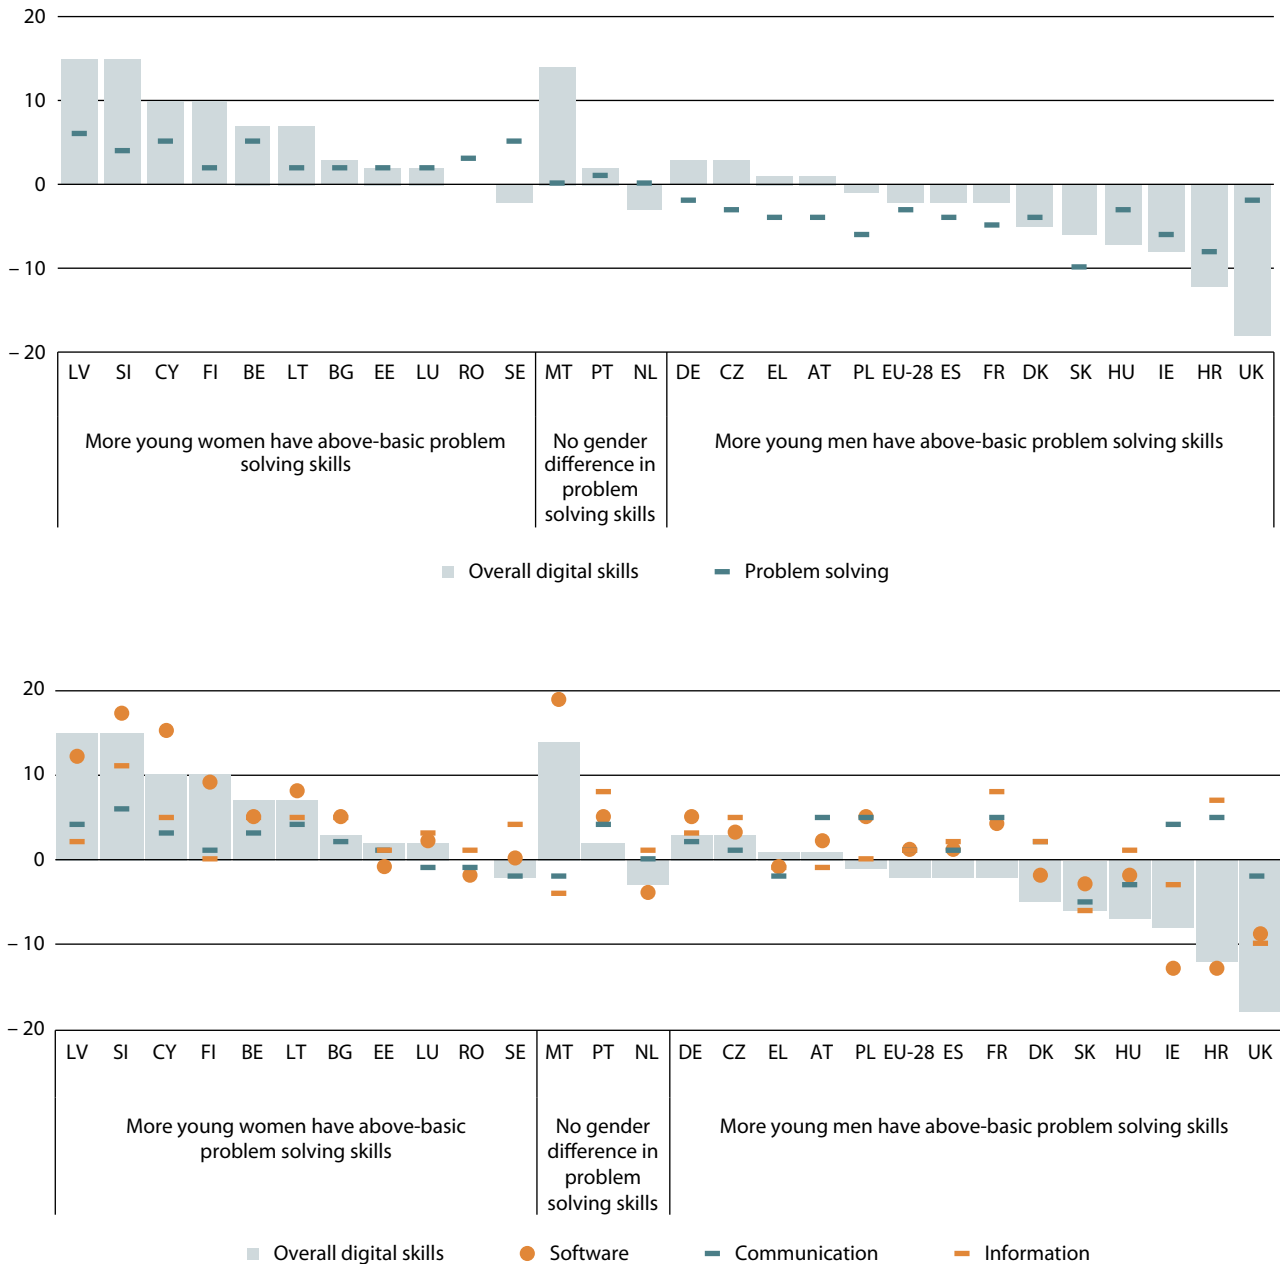 20
10
0
– 10
– 20
LV SI CY FI BE LT BG EE LU RO SE MT PT NL DE CZ EL AT PL EU-28 ES FR DK SK HU IE HR UK
More young women have above-basic problem
solving skills
No gender
difference in
problem
solving skills
More young men have above-basic problem solving skills
Overall digital skills
Problem solving
20
10
0
– 10
– 20
LV SI CY FI BE LT BG EE LU RO SE MT PT NL DE CZ EL AT PL EU-28 ES FR DK SK HU IE HR UK
More young women have above-basic
problem solving skills
No gender
difference in
problem
solving skills
More young men have above-basic problem solving skills
Overall digital skills
Software
Communication
Information